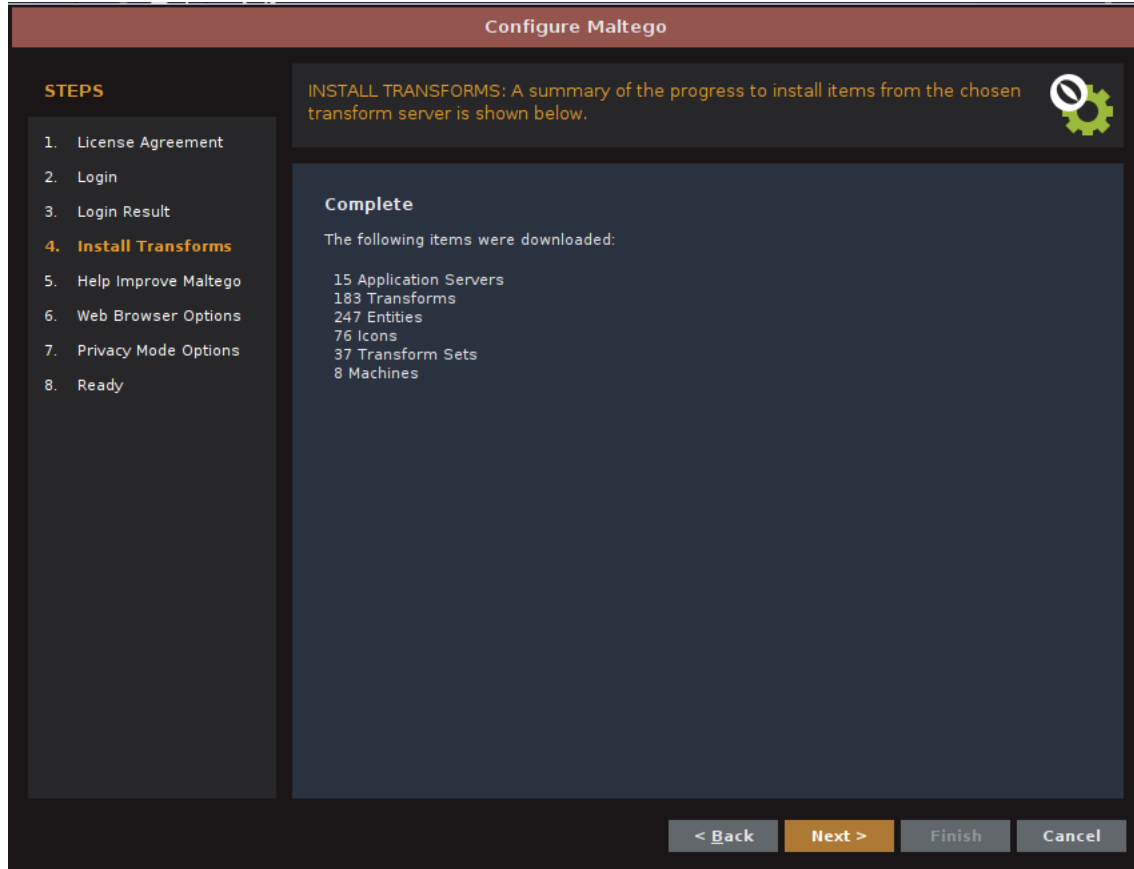 Configure Maltego
STEPS
1. License Agreement
2. Login
3. Login Result
4. Install Transforms
5. Help Improve Maltego
6. Web Browser Options
7. Privacy Mode Options
8. Ready
INSTALL TRANSFORMS: A summary of the progress to install items from the chosen
transform server is shown below.
Complete
The following items were downloaded:
15 Application Servers
183 Transforms
247 Entities
76 Icons
37 Transform Sets
8 Machines
< Back
Next >
Finish
Cancel